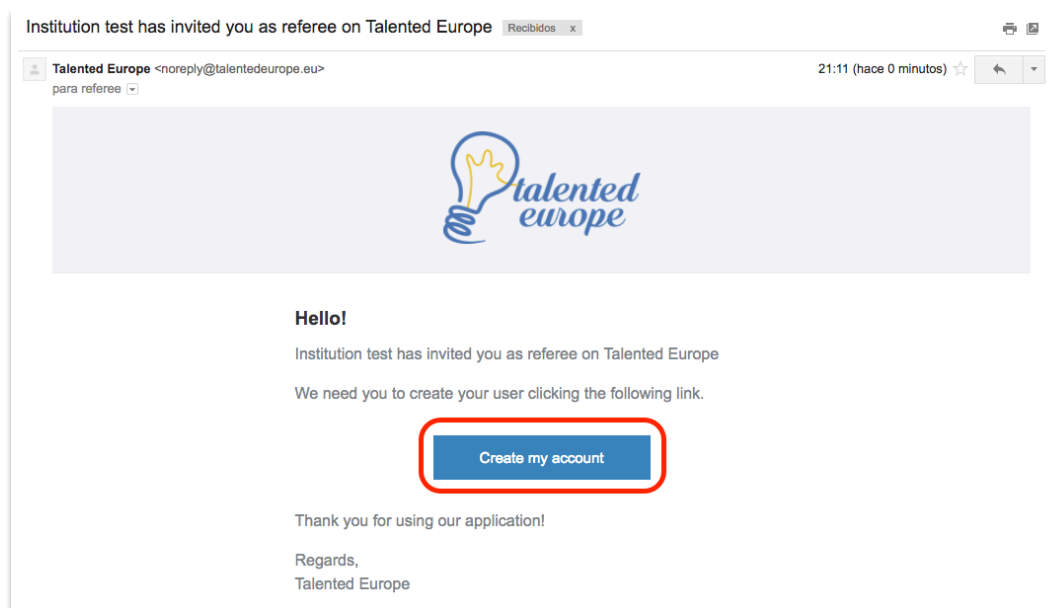 Institution test has invited you as referee on Talented Europe Recibidos x
Talented Europe <noreply@talentedeurope.eu> 21:11 (hace 0 minutos)
para referee
talented
europe
Hello!
Institution test has invited you as referee on Talented Europe
We need you to create your user clicking the following link.
Create my account
Thank you for using our application!
Regards,
Talented Europe